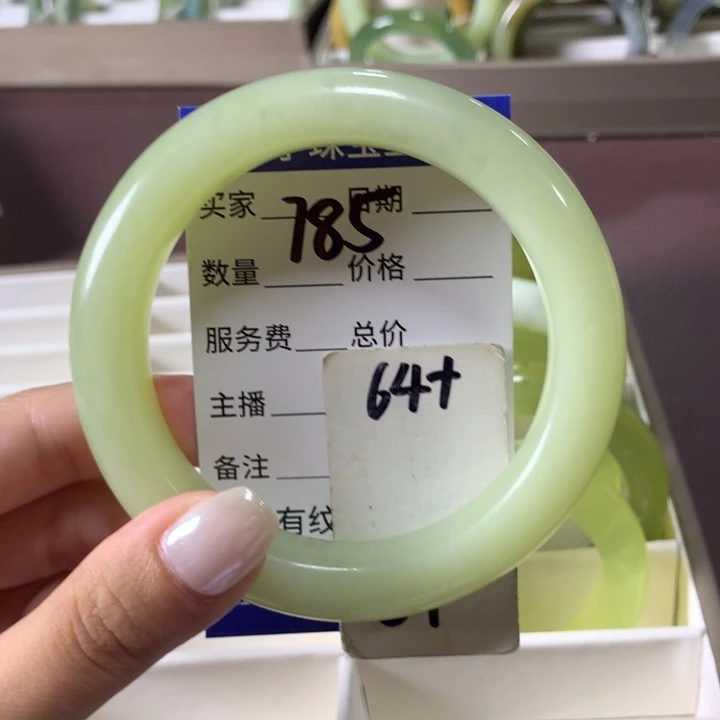 买家 日期
785
数量 价格
服务费 总价
64+
主播
备注
有纹